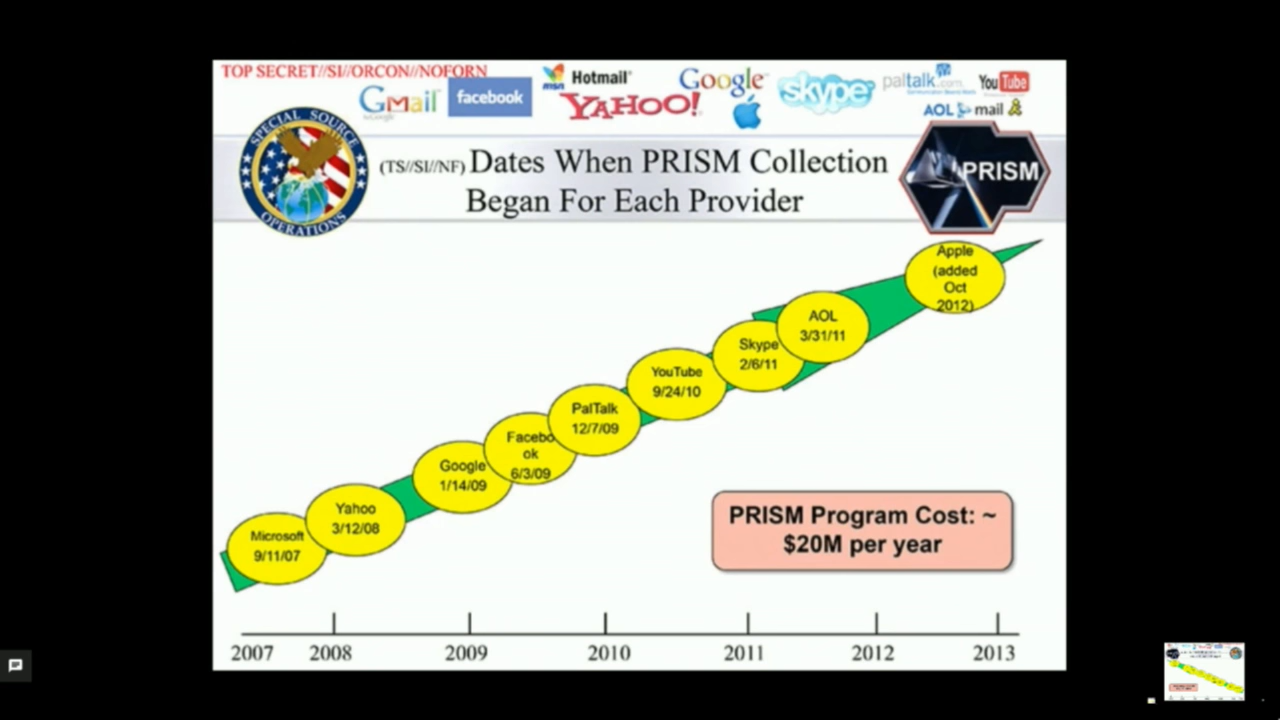 TOP SECRET//SI//ORCON//NOFORN
Gmail
facebook
msn
Hotmail
YAHOO!
Google
skype
paltalk.com
YouTube
AOL mail
SPECIAL SOURCE
OPERATIONS
(TS//SI//NF) Dates When PRISM Collection
Began For Each Provider
PRISM
Microsoft
9/11/07
Yahoo
3/12/08
Google
1/14/09
Facebo
ok
6/3/09
PalTalk
12/7/09
YouTube
9/24/10
Skype
2/6/11
AOL
3/31/11
Apple
(added
Oct
2012)
PRISM Program Cost: ~
$20M per year
2007 2008 2009 2010 2011 2012 2013